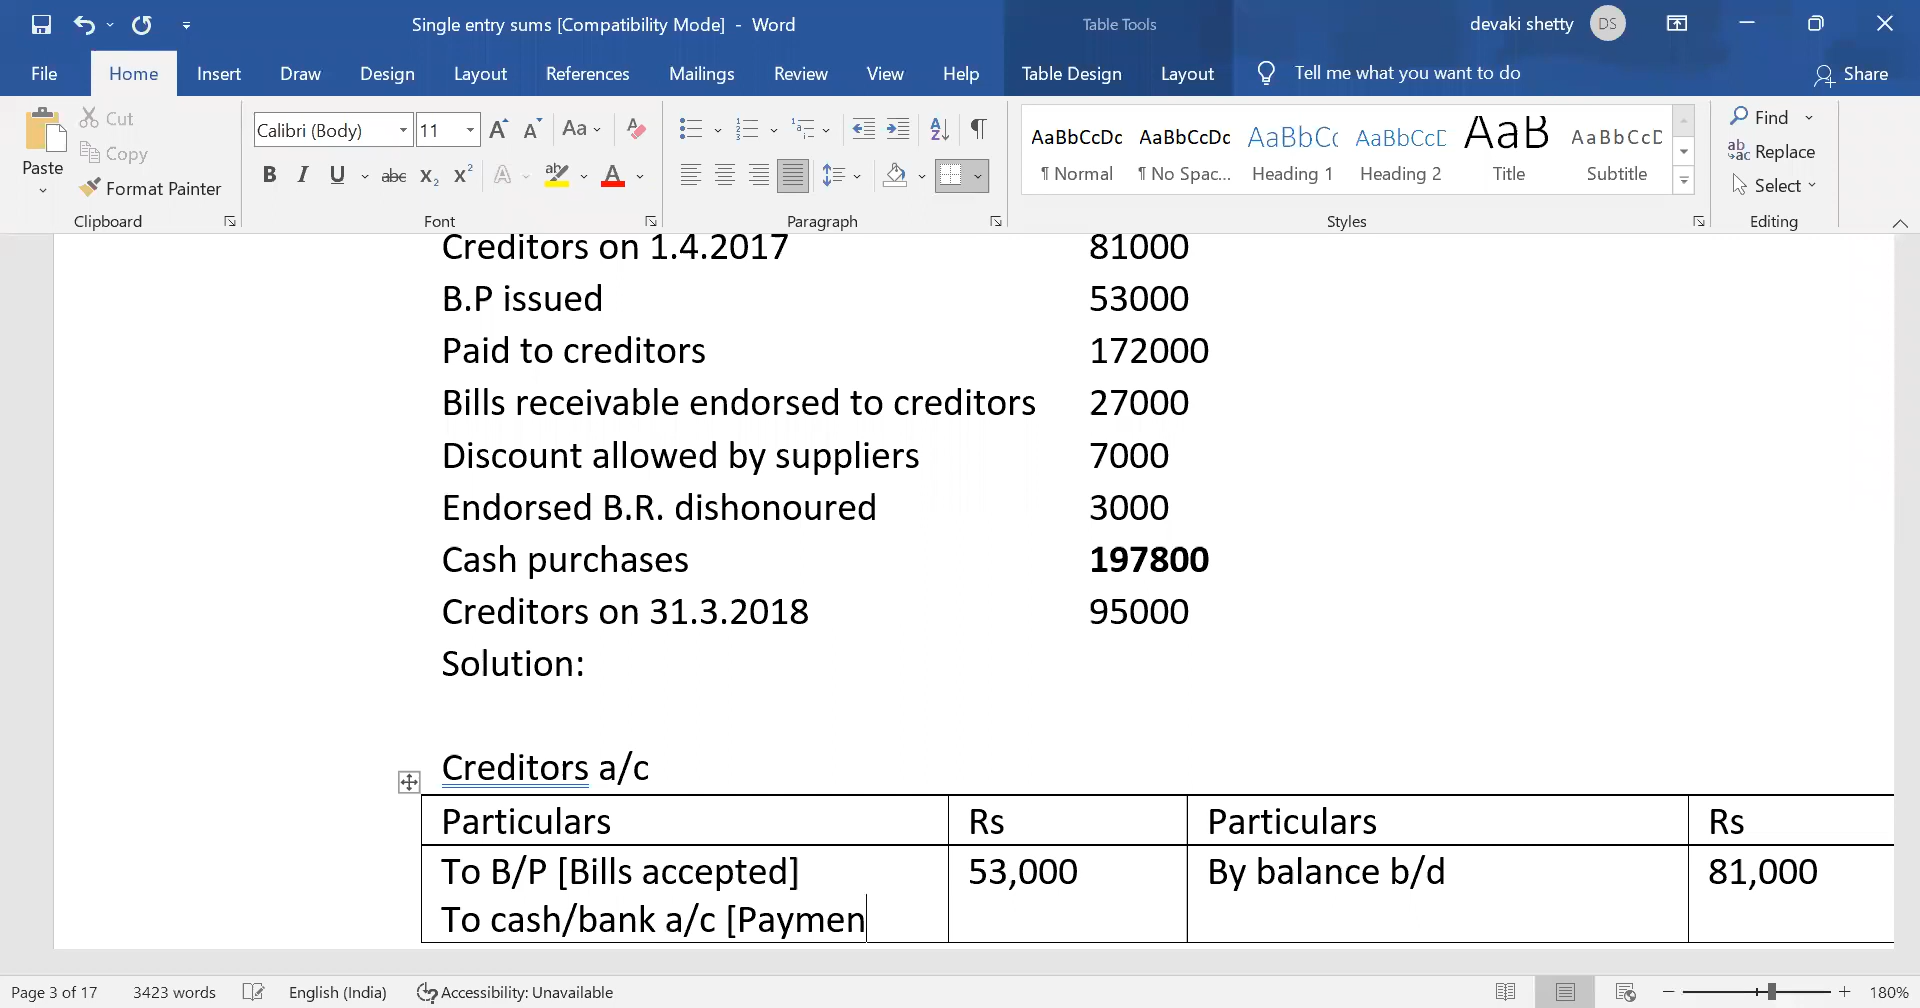 Single entry sums [Compatibility Mode] - Word
Table Tools
devaki shetty
DS
File Home Insert Draw Design Layout References Mailings Review View Help Table Design Layout Tell me what you want to do Share
Paste
Cut
Copy
Format Painter
Clipboard
Calibri (Body) 11
Font
Paragraph
AaBbCcDc AaBbCcDc AaBbCc AaBbCcD AaB AaBbCcD
¶ Normal ¶ No Spac... Heading 1 Heading 2 Title Subtitle
Styles
Find
Replace
Select
Editing
Creditors on 1.4.2017 81000
B.P issued 53000
Paid to creditors 172000
Bills receivable endorsed to creditors 27000
Discount allowed by suppliers 7000
Endorsed B.R. dishonoured 3000
Cash purchases 197800
Creditors on 31.3.2018 95000
Solution:
Creditors a/c
Particulars Rs Particulars Rs
To B/P [Bills accepted] 53,000 By balance b/d 81,000
To cash/bank a/c [Paymen
Page 3 of 17 3423 words English (India) Accessibility: Unavailable 180%